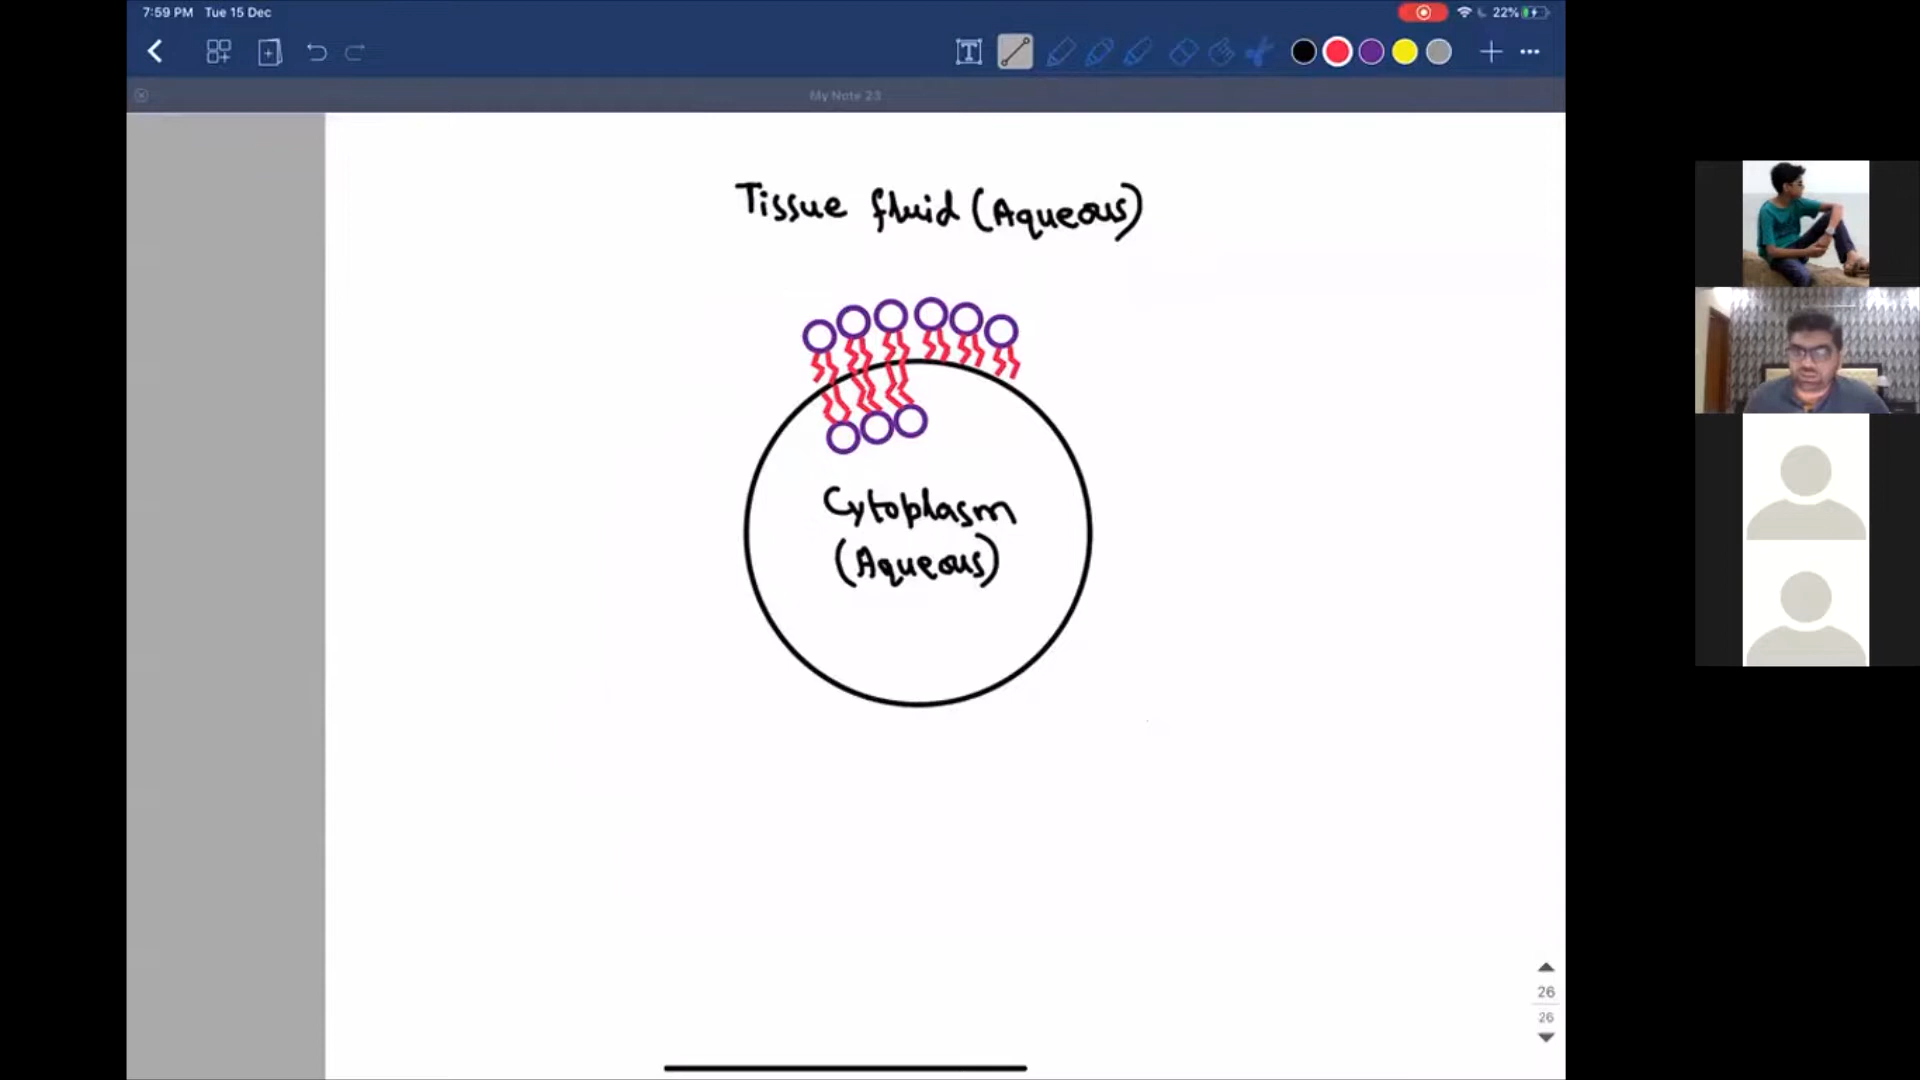 7:59 PM Tue 15 Dec
22%
My Note 23
Tissue fluid (Aqueous)
Cytoplasm
(Aqueous)
26
26